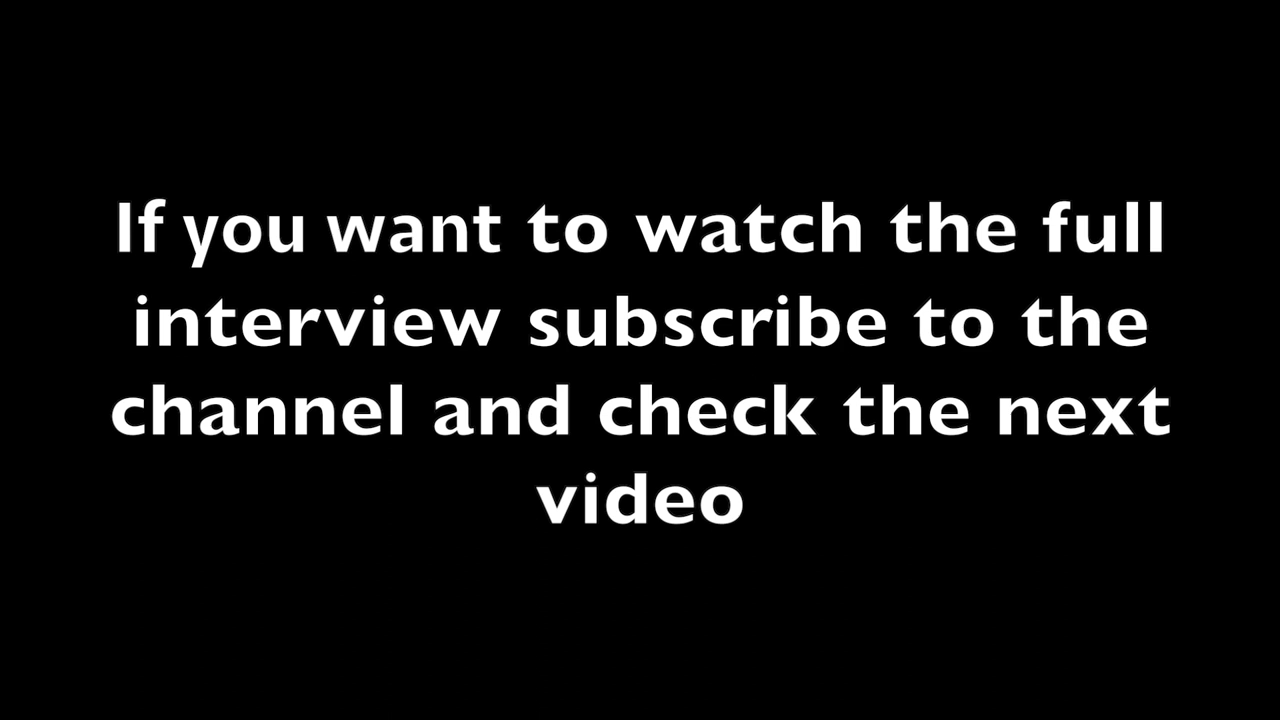 If you want to watch the full
interview subscribe to the
channel and check the next
video